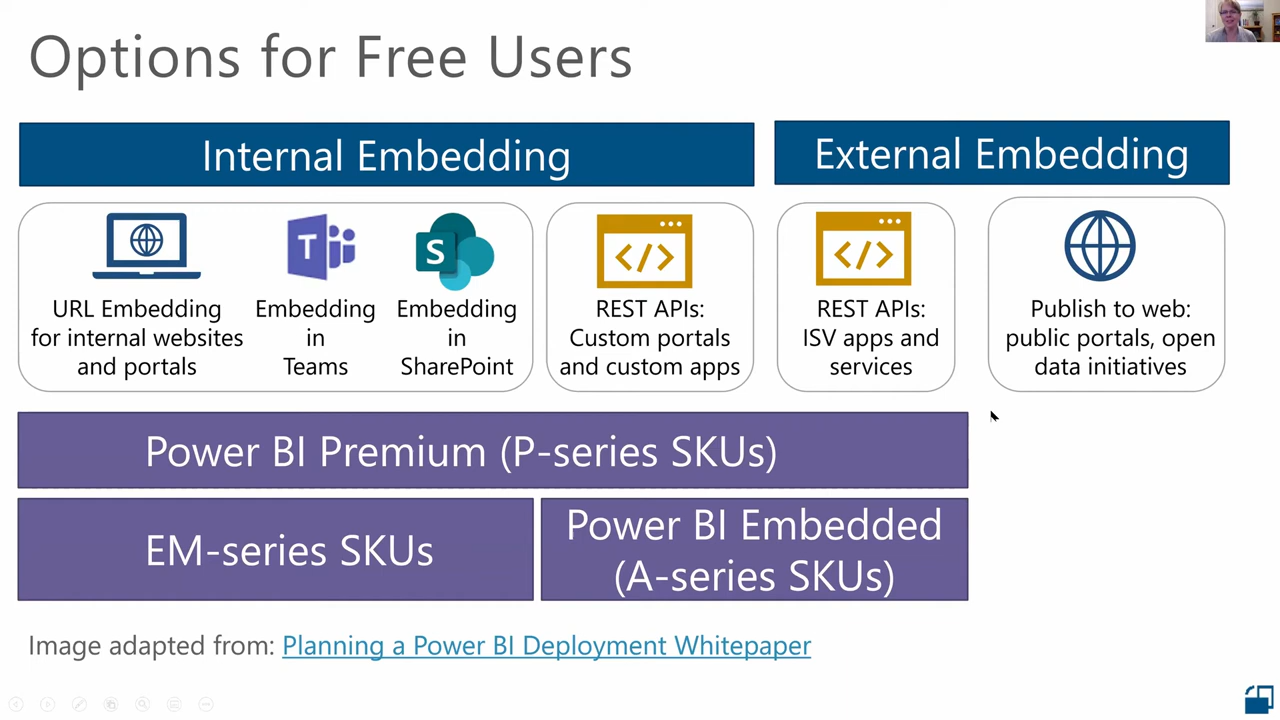 Options for Free Users
Internal Embedding
External Embedding
URL Embedding
for internal websites
and portals
T
Embedding
in
Teams
S
Embedding
in
SharePoint
</>
REST APIs:
Custom portals
and custom apps
</>
REST APIs:
ISV apps and
services
Publish to web:
public portals, open
data initiatives
Power BI Premium (P-series SKUs)
EM-series SKUs
Power BI Embedded
(A-series SKUs)
Image adapted from: Planning a Power BI Deployment Whitepaper